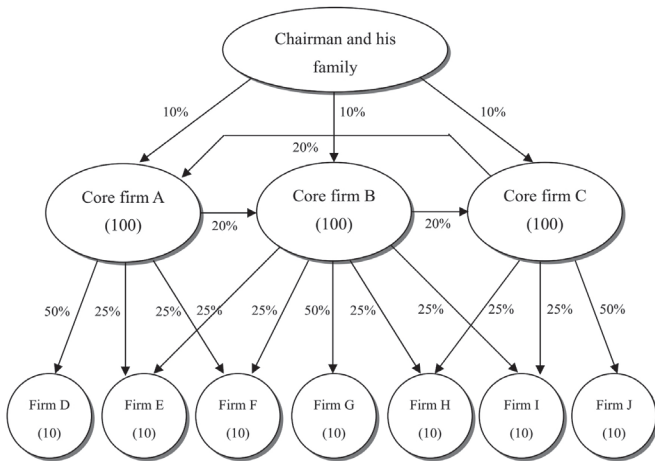 Chairman and his
family
10%
10%
10%
20%
Core firm A
(100)
Core firm B
(100)
Core firm C
(100)
20%
20%
50%
25%
25%
25%
25%
50%
25%
25%
25%
25%
50%
Firm D
(10)
Firm E
(10)
Firm F
(10)
Firm G
(10)
Firm H
(10)
Firm I
(10)
Firm J
(10)